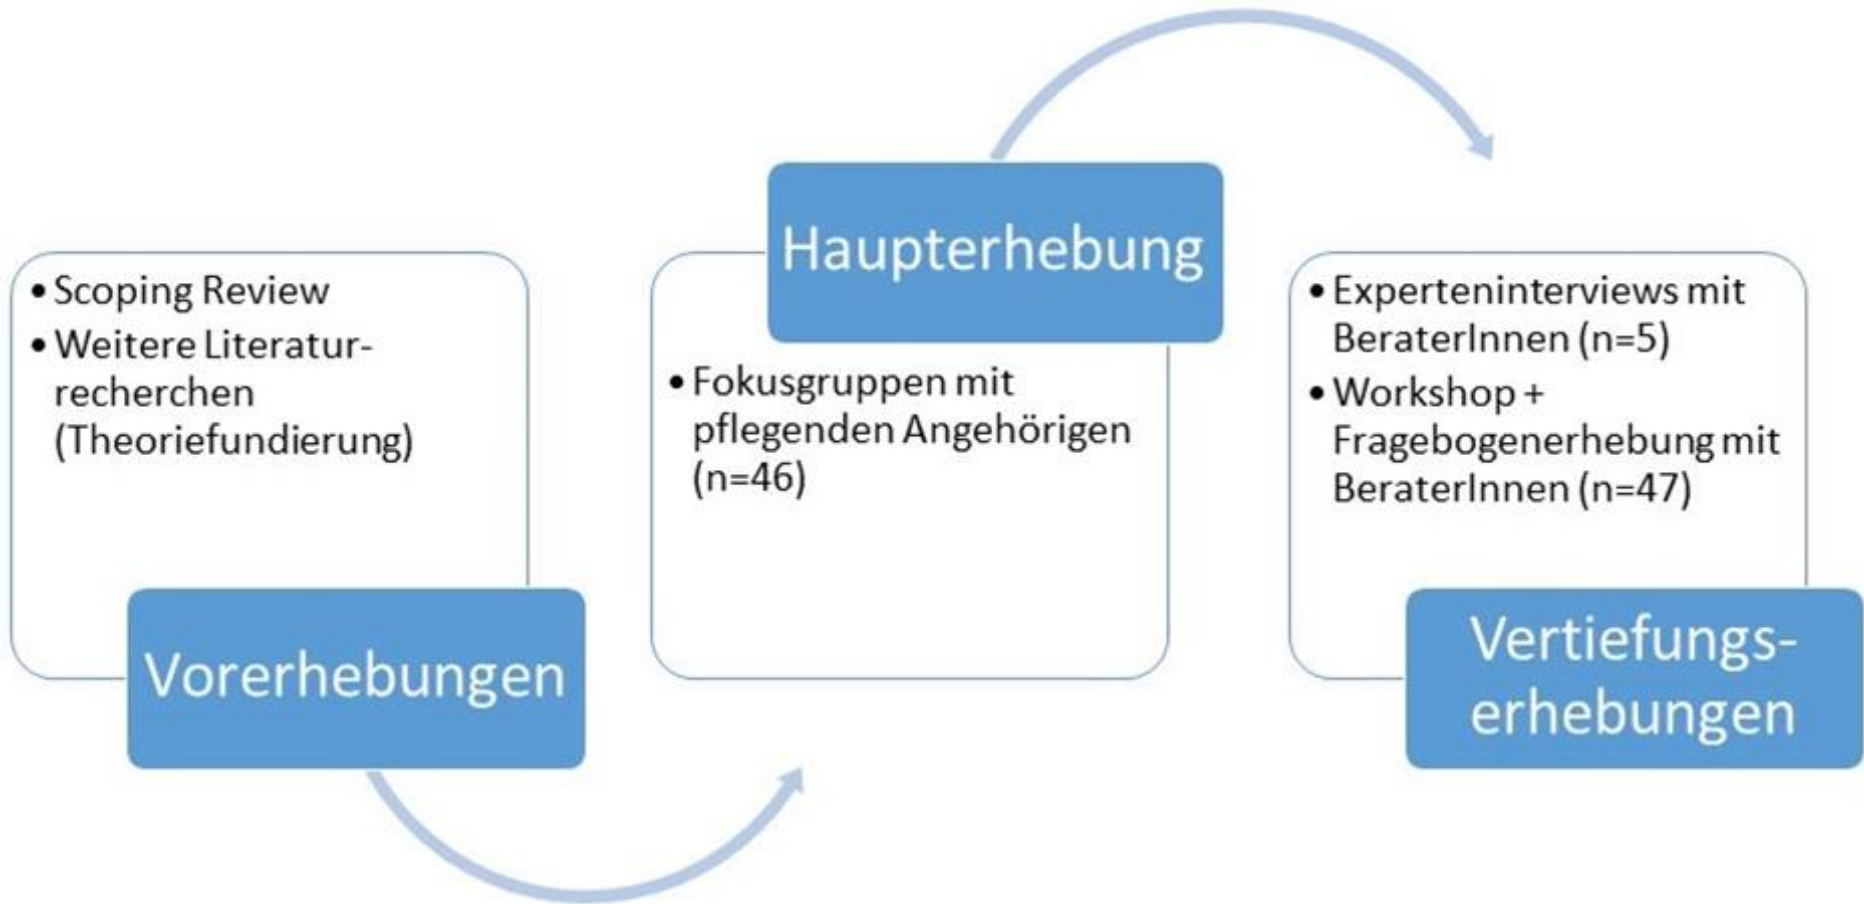 • Scoping Review
• Weitere Literatur-
recherchen
(Theoriefundierung)
Vorerhebungen
Haupterhebung
• Fokusgruppen mit
pflegenden Angehörigen
(n=46)
• Experteninterviews mit
BeraterInnen (n=5)
• Workshop +
Fragebogenerhebung mit
BeraterInnen (n=47)
Vertiefungs-
erhebungen